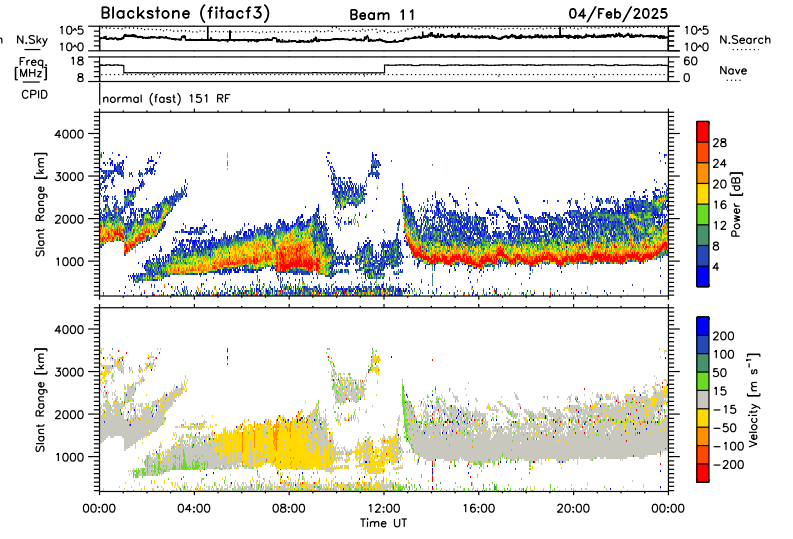 Blackstone (fitacf3) Beam 11 04/Feb/2025
n N.Sky 10^5 10^0 10^5 10^0 N.Search
Freq. [MHz] 18 8 60 0 Nave
CPID normal (fast) 151 RF
Slant Range [km] 4000 3000 2000 1000
28 24 20 16 12 8 4 Power [dB]
Slant Range [km] 4000 3000 2000 1000
200 100 50 15 -15 -50 -100 -200 Velocity [m s⁻¹]
00:00 04:00 08:00 12:00 16:00 20:00 00:00
Time UT